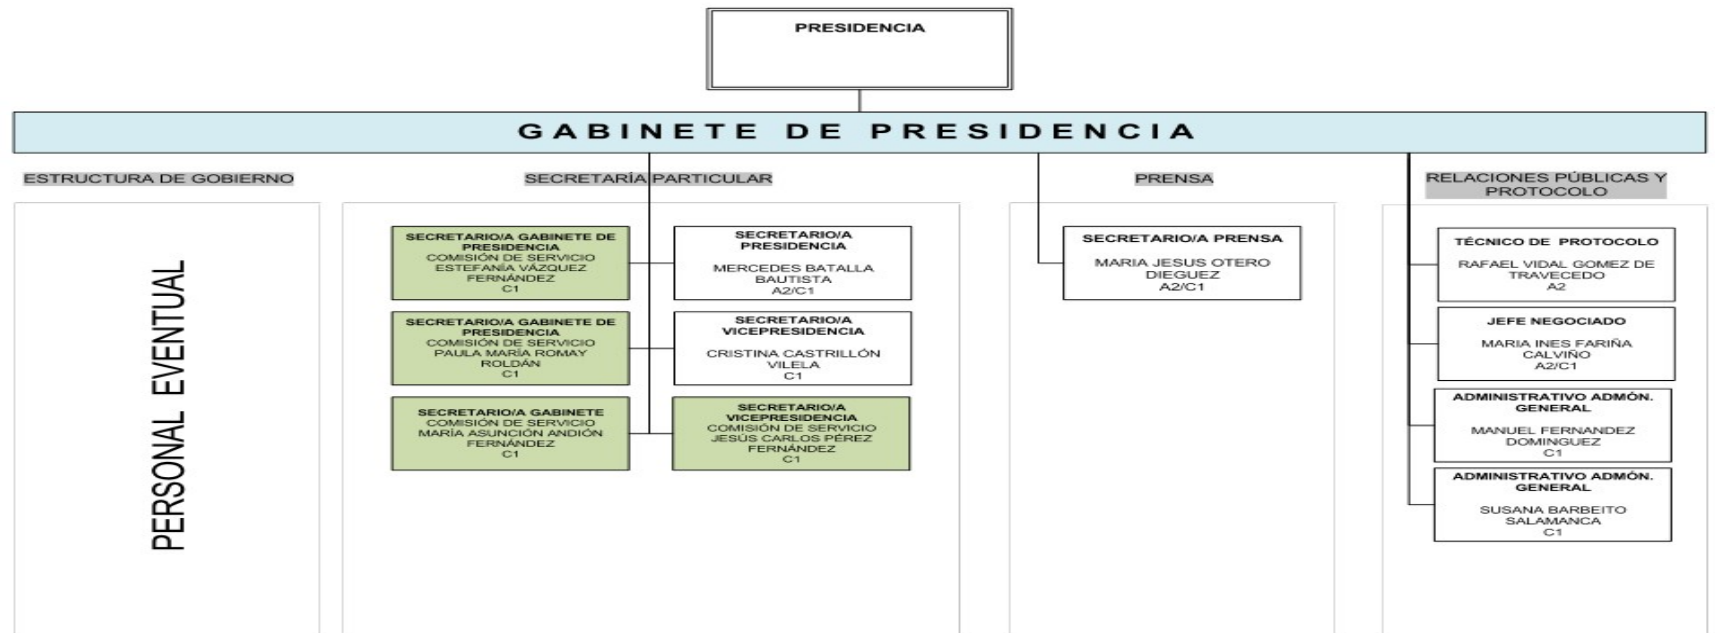 PRESIDENCIA
GABINETE DE PRESIDENCIA
ESTRUCTURA DE GOBIERNO
PERSONAL EVENTUAL
SECRETARÍA PARTICULAR
SECRETARIO/A GABINETE DE
PRESIDENCIA
COMISIÓN DE SERVICIO
ESTEFANÍA VÁZQUEZ
FERNÁNDEZ
C1
SECRETARIO/A
PRESIDENCIA
MERCEDES BATALLA
BAUTISTA
A2/C1
SECRETARIO/A GABINETE DE
PRESIDENCIA
COMISIÓN DE SERVICIO
PAULA MARÍA ROMAY
ROLDÁN
C1
SECRETARIO/A
VICEPRESIDENCIA
CRISTINA CASTRILLÓN
VILELA
C1
SECRETARIO/A GABINETE
COMISIÓN DE SERVICIO
MARÍA ASUNCIÓN ANDIÓN
FERNÁNDEZ
C1
SECRETARIO/A
VICEPRESIDENCIA
COMISIÓN DE SERVICIO
JESÚS CARLOS PÉREZ
FERNÁNDEZ
C1
PRENSA
SECRETARIO/A PRENSA
MARIA JESUS OTERO
DIEGUEZ
A2/C1
RELACIONES PÚBLICAS Y
PROTOCOLO
TÉCNICO DE PROTOCOLO
RAFAEL VIDAL GOMEZ DE
TRAVECEDO
A2
JEFE NEGOCIADO
MARIA INES FARIÑA
CALVIÑO
A2/C1
ADMINISTRATIVO ADMÓN.
GENERAL
MANUEL FERNANDEZ
DOMINGUEZ
C1
ADMINISTRATIVO ADMÓN.
GENERAL
SUSANA BARBEITO
SALAMANCA
C1